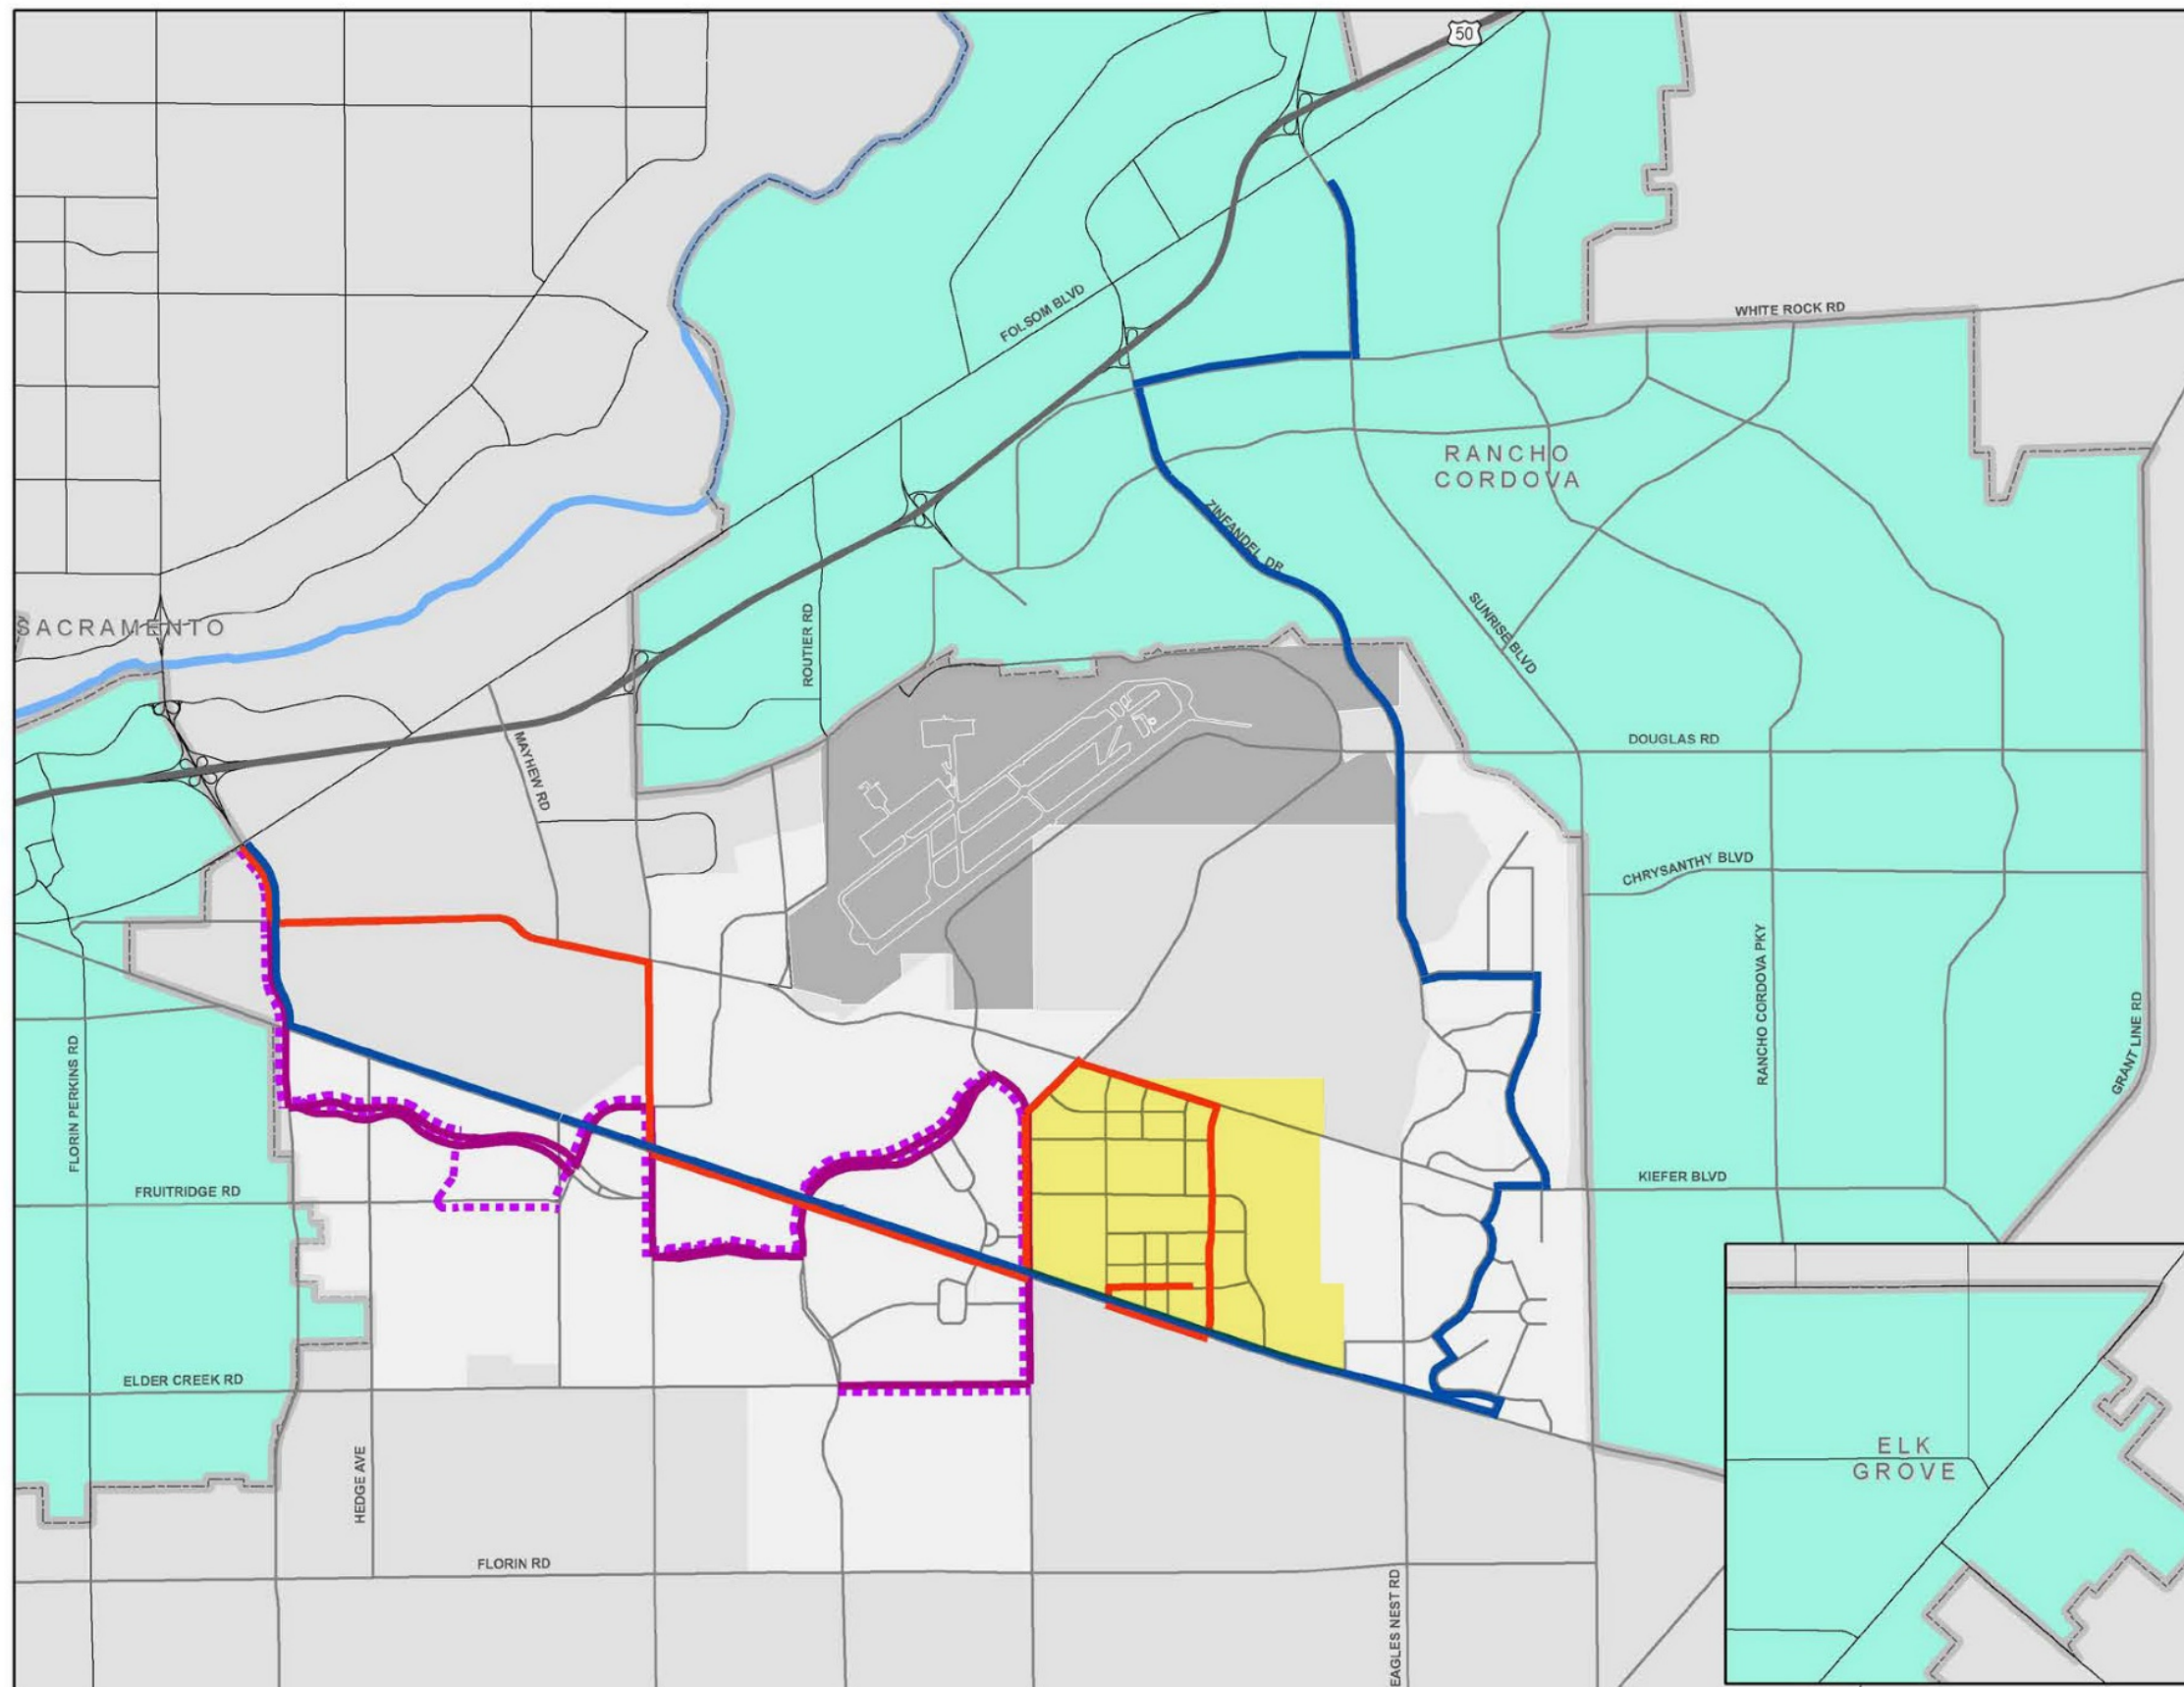 50
WHITE ROCK RD
FOLSOM BLVD
RANCHO
CORDOVA
ZINFANDEL DR
SACRAMENTO
ROUTIER RD
SUNRISE BLVD
MAYHEW RD
DOUGLAS RD
CHRYSANTHY BLVD
RANCHO CORDOVA PKY
GRANT LINE RD
FLORIN PERKINS RD
FRUITRIDGE RD
KIEFER BLVD
ELDER CREEK RD
HEDGE AVE
ELK
GROVE
FLORIN RD
EAGLES NEST RD